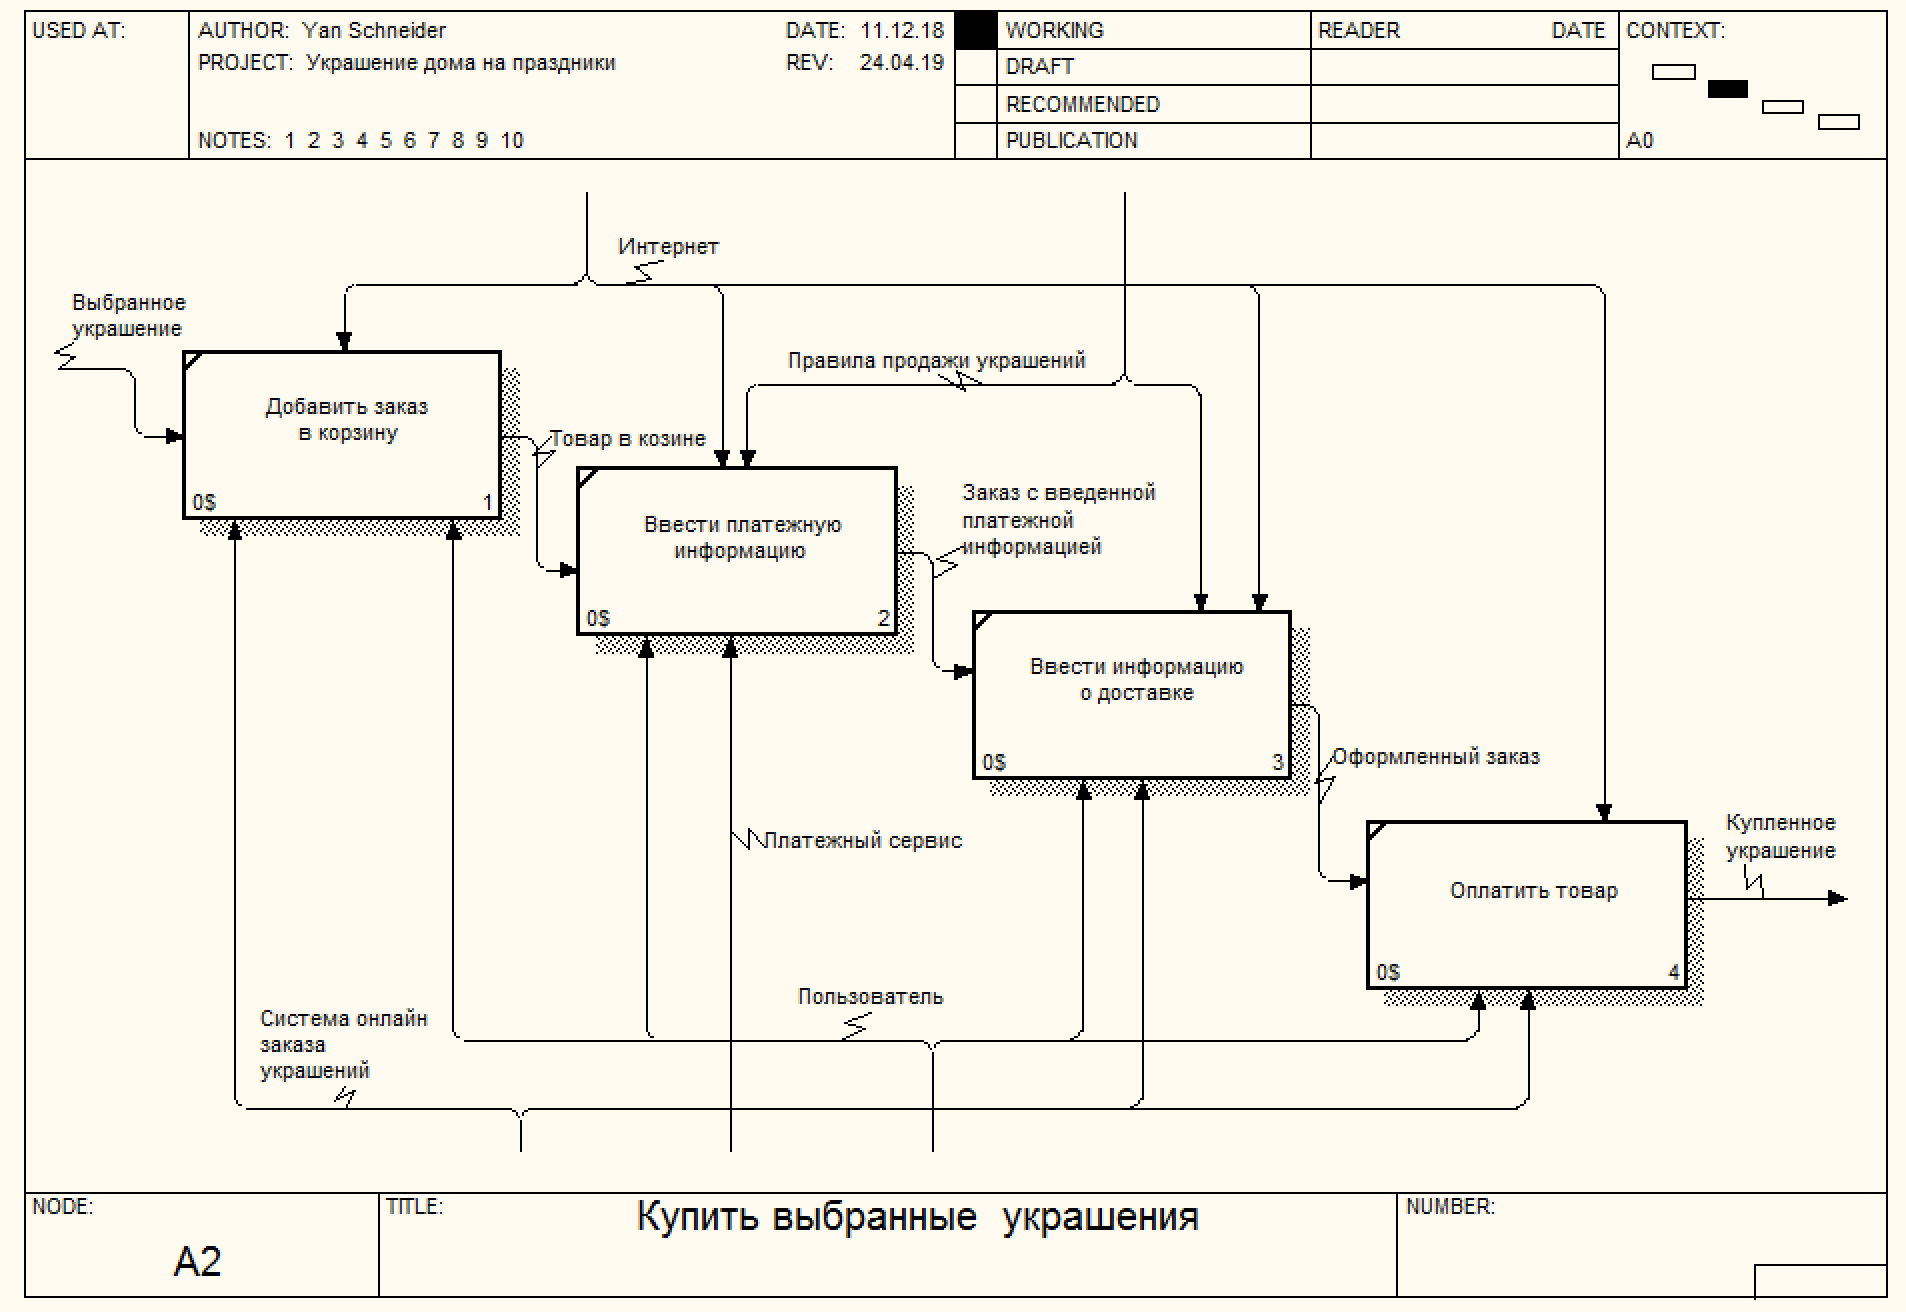 USED AT:
AUTHOR: Yan Schneider
DATE: 11.12.18
PROJECT: Украшение дома на праздники
REV: 24.04.19
NOTES: 1 2 3 4 5 6 7 8 9 10
WORKING
DRAFT
RECOMMENDED
PUBLICATION
READER DATE
CONTEXT:
A0
Интернет
Выбранное
украшение
Правила продажи украшений
Добавить заказ
в корзину
0$ 1
Товар в козине
Ввести платежную
информацию
0$ 2
Заказ с введенной
платежной
информацией
Ввести информацию
о доставке
0$ 3
Оформленный заказ
Купленное
украшение
Оплатить товар
0$ 4
Платежный сервис
Пользователь
Система онлайн
заказа
украшений
NODE:
A2
TITLE:
Купить выбранные украшения
NUMBER: